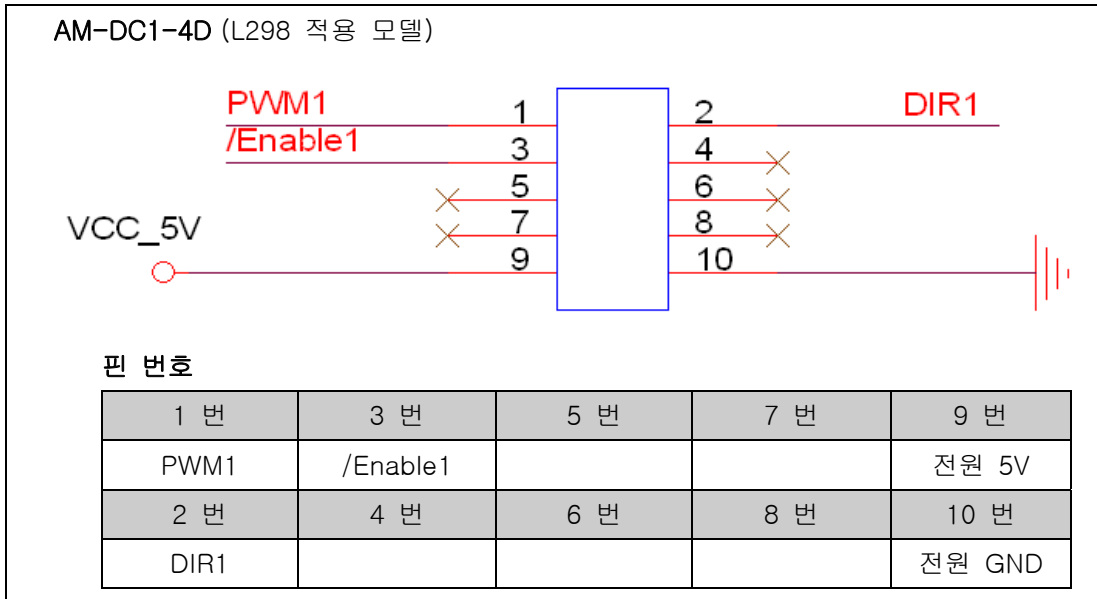 AM-DC1-4D (L298 적용 모델)
PWM1 1 2 DIR1
/Enable1 3 4
5 6
VCC_5V 7 8
9 10
핀 번호
1 번 3 번 5 번 7 번 9 번
PWM1 /Enable1 전원 5V
2 번 4 번 6 번 8 번 10 번
DIR1 전원 GND